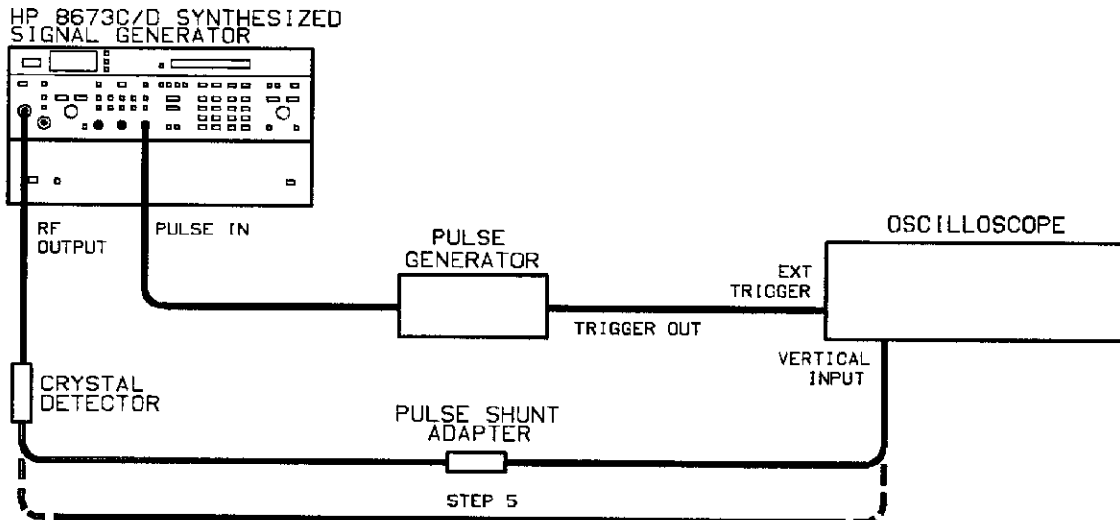 HP 8673C/D SYNTHESIZED
SIGNAL GENERATOR
RF
OUTPUT
PULSE IN
PULSE
GENERATOR
OSCILLOSCOPE
EXT
TRIGGER
TRIGGER OUT
VERTICAL
INPUT
CRYSTAL
DETECTOR
PULSE SHUNT
ADAPTER
STEP 5